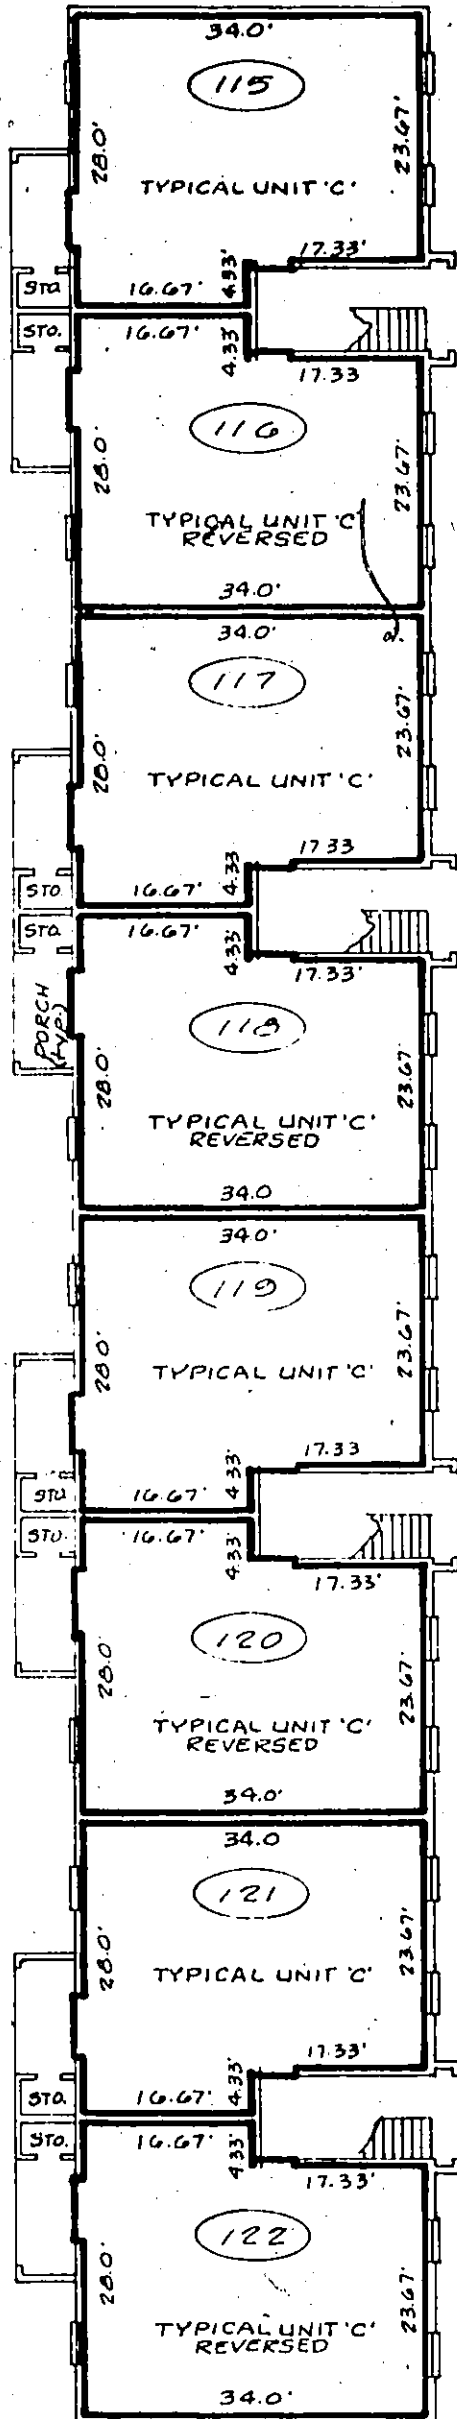 34.0'
115
28.0'
23.67'
TYPICAL UNIT 'C'
17.33'
4.33'
STO.
16.67'
STO.
16.67'
4.33'
17.33
116
28.0'
23.67'
TYPICAL UNIT 'C'
REVERSED
34.0'
34.0'
117
28.0'
23.67'
TYPICAL UNIT 'C'
17.33
4.33
STO.
16.67'
STO.
16.67'
4.33'
17.33'
PORCH
(TYP.)
118
28.0'
23.67'
TYPICAL UNIT 'C'
REVERSED
34.0
34.0'
119
28.0'
23.67'
TYPICAL UNIT 'C'
17.33
4.33'
STO
16.67'
STO.
16.67'
4.33'
17.33'
120
28.0'
23.67'
TYPICAL UNIT 'C'
REVERSED
34.0'
34.0
121
28.0'
23.67'
TYPICAL UNIT 'C'
17.33'
4.33'
STO.
16.67'
STO.
16.67'
4.33'
17.33'
122
28.0'
23.67'
TYPICAL UNIT 'C'
REVERSED
34.0'